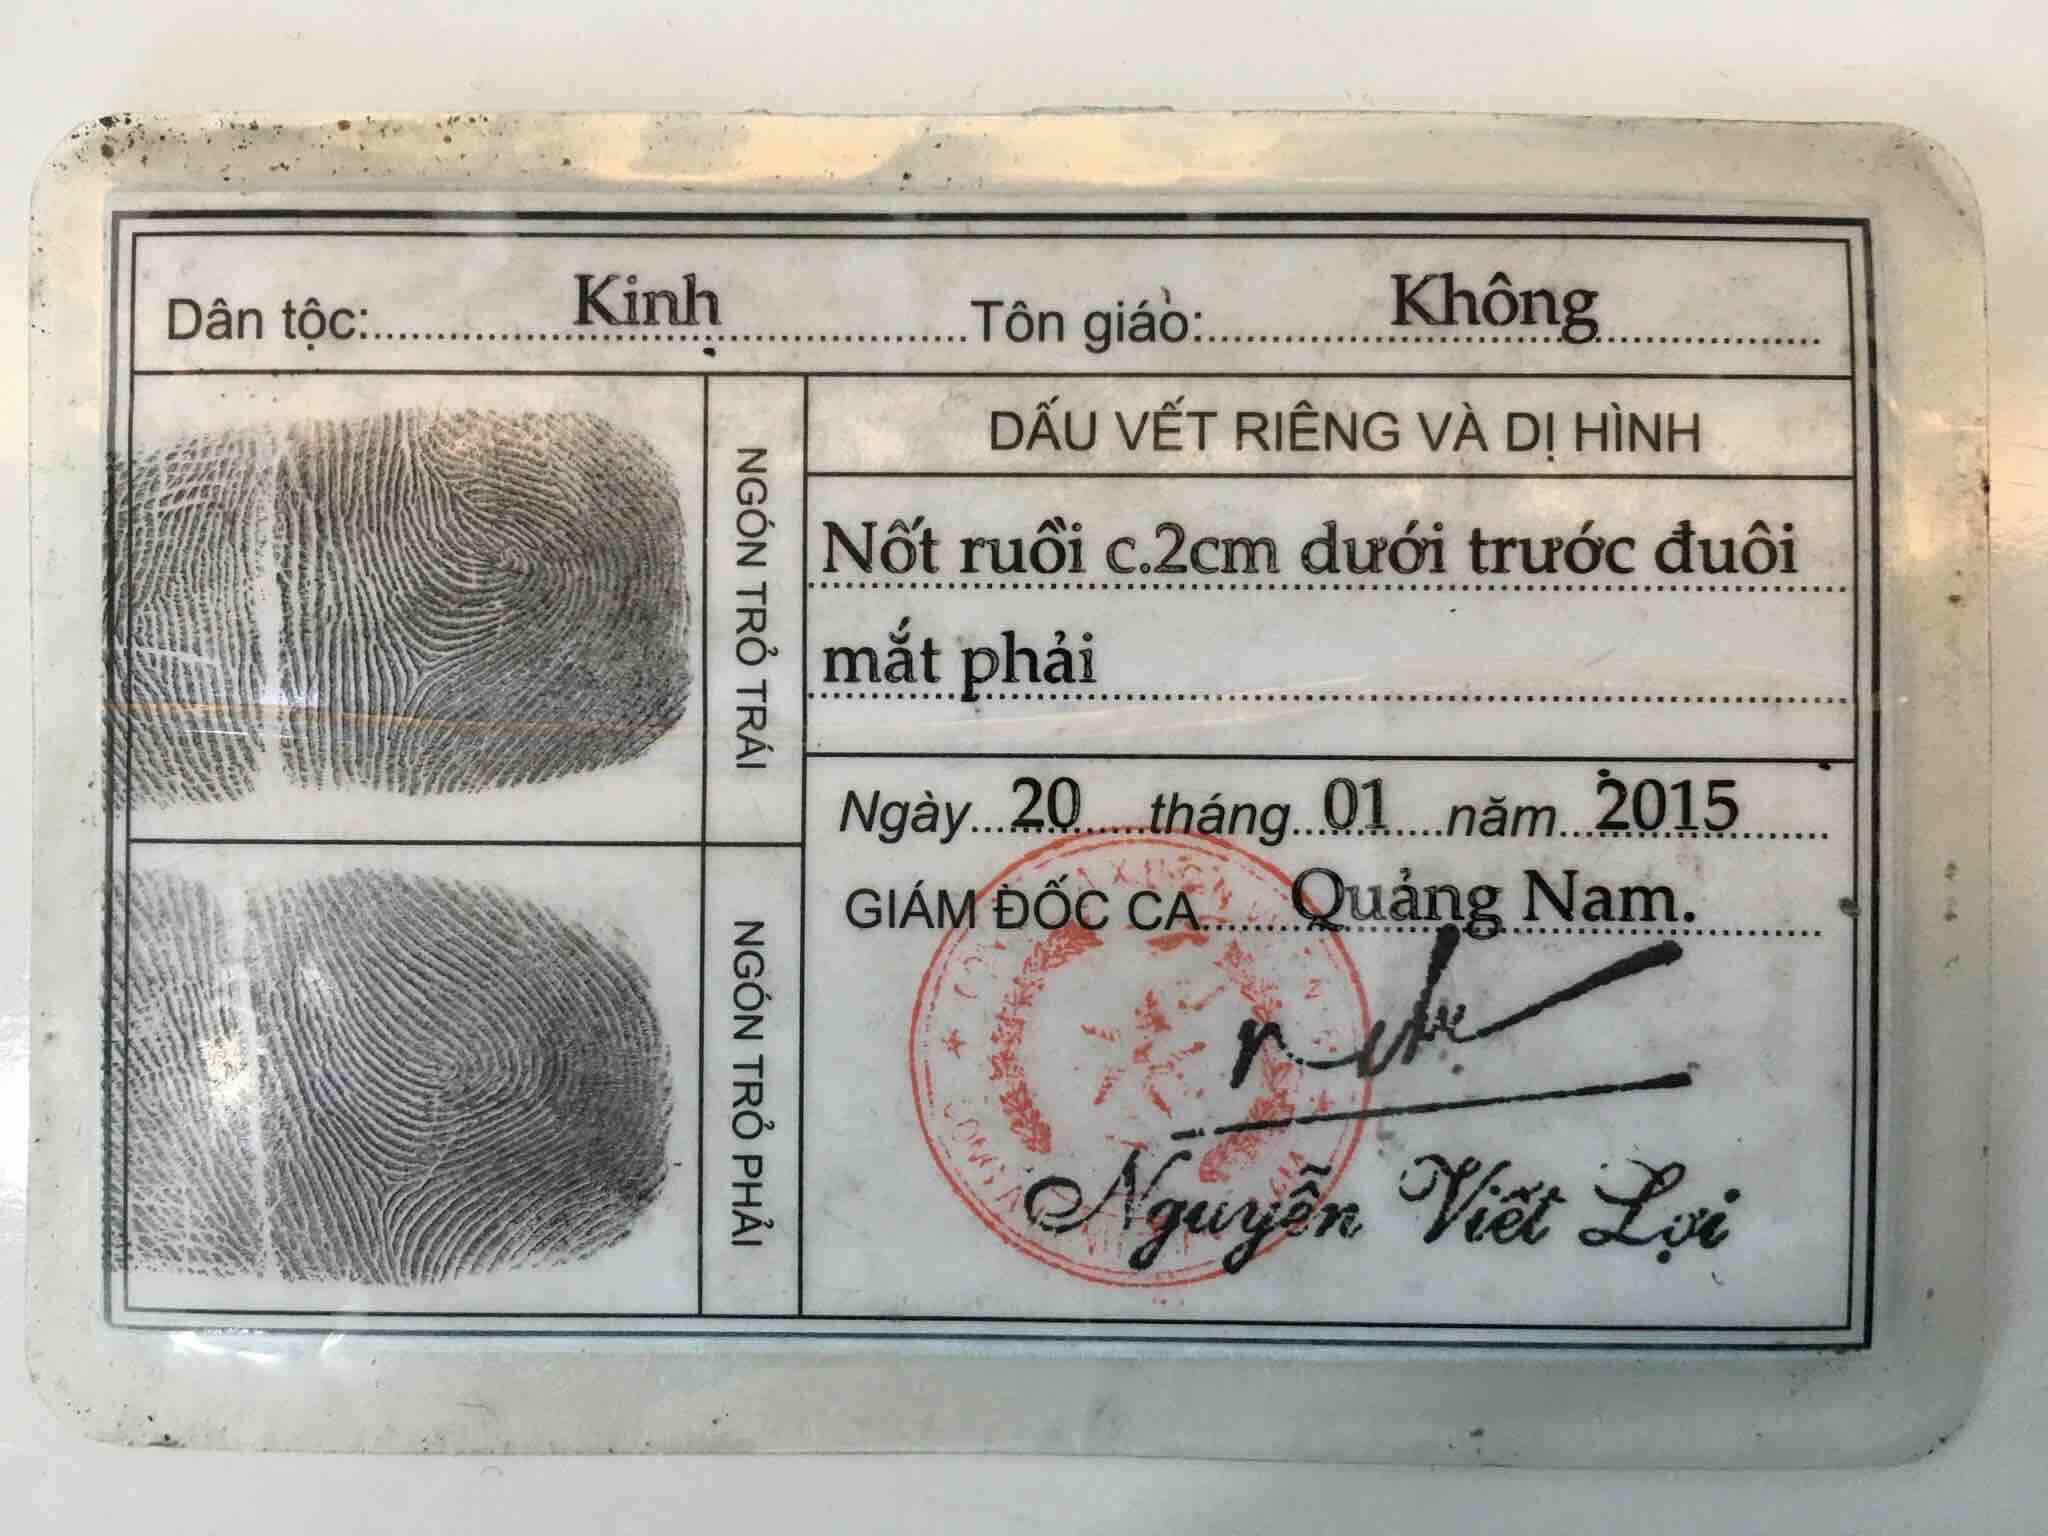 Dân tộc: Kinh Tôn giáo: Không
NGÓN TRỎ TRÁI
DẤU VẾT RIÊNG VÀ DỊ HÌNH
Nốt ruồi c.2cm dưới trước đuôi
mắt phải
NGÓN TRỎ PHẢI
Ngày 20 tháng 01 năm 2015
GIÁM ĐỐC CA Quảng Nam.
Nguyễn Viết Lợi